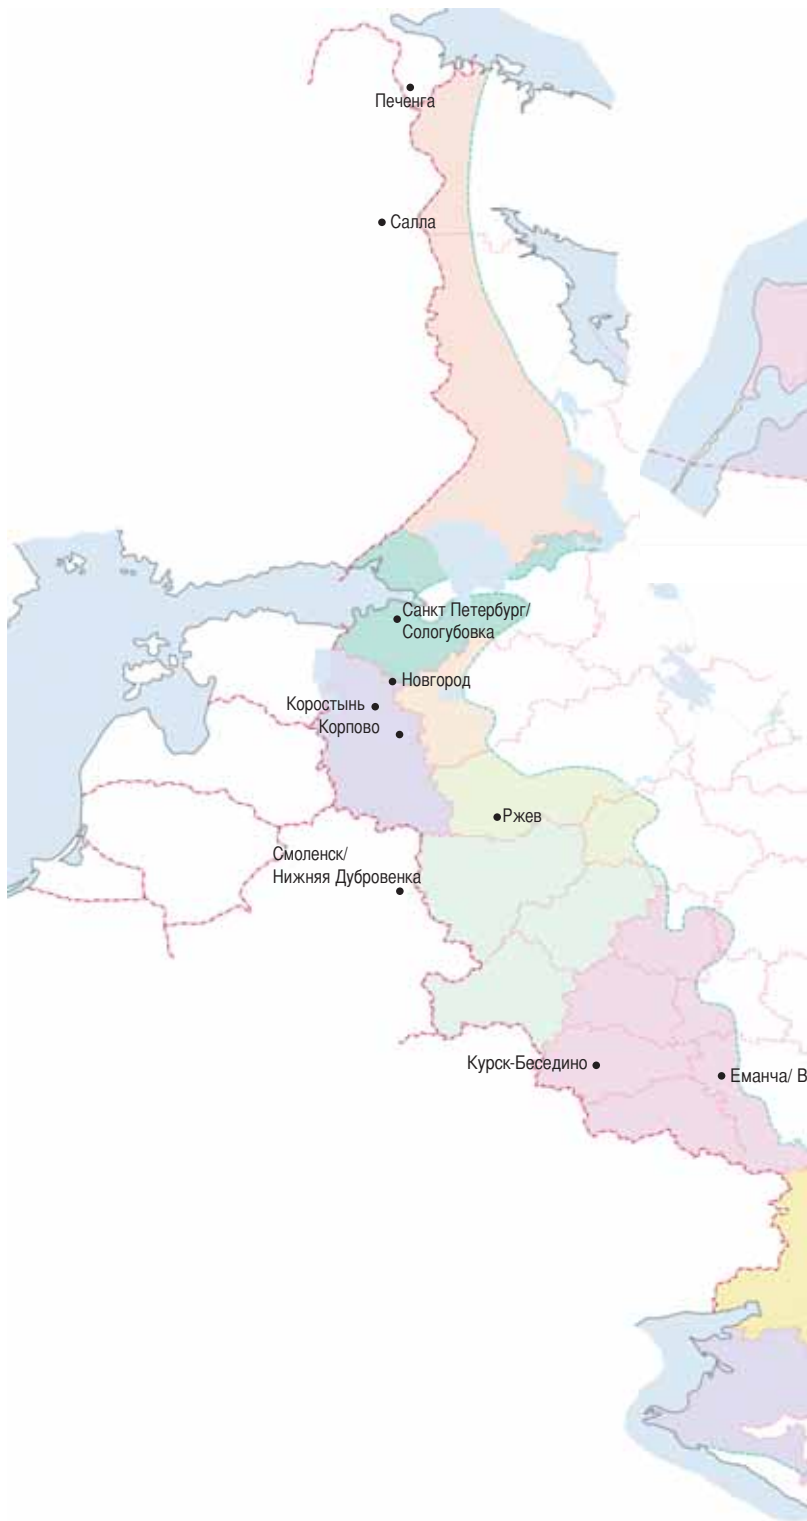 Печенга
Салла
Санкт Петербург/
Сологубовка
Новгород
Коростынь
Корпово
Ржев
Смоленск/
Нижняя Дубровенка
Курск-Беседино
Еманча/ В